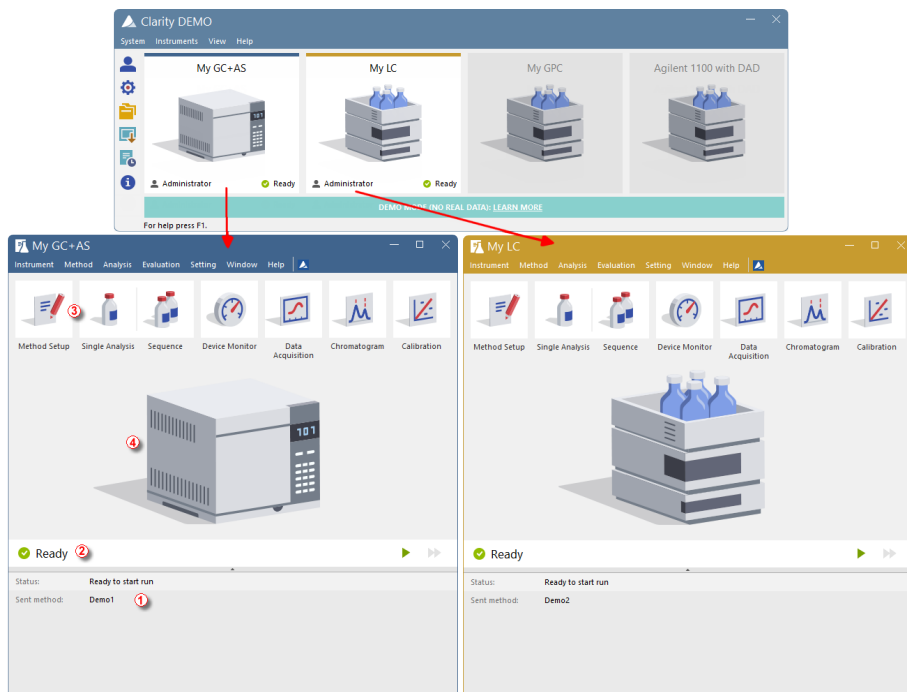 Clarity DEMO
System Instruments View Help
My GC+AS
My LC
My GPC
Agilent 1100 with DAD
107
Administrator
Ready
Administrator
Ready
DEMO MODE (NO REAL DATA): LEARN MORE
For help press F1.
My GC+AS
Instrument Method Analysis Evaluation Setting Window Help
Method Setup
Single Analysis
Sequence
Device Monitor
Data
Acquisition
Chromatogram
Calibration
3
4
107
Ready
2
Status: Ready to start run
Sent method: Demo1
1
My LC
Instrument Method Analysis Evaluation Setting Window Help
Method Setup
Single Analysis
Sequence
Device Monitor
Data
Acquisition
Chromatogram
Calibration
Ready
Status: Ready to start run
Sent method: Demo2